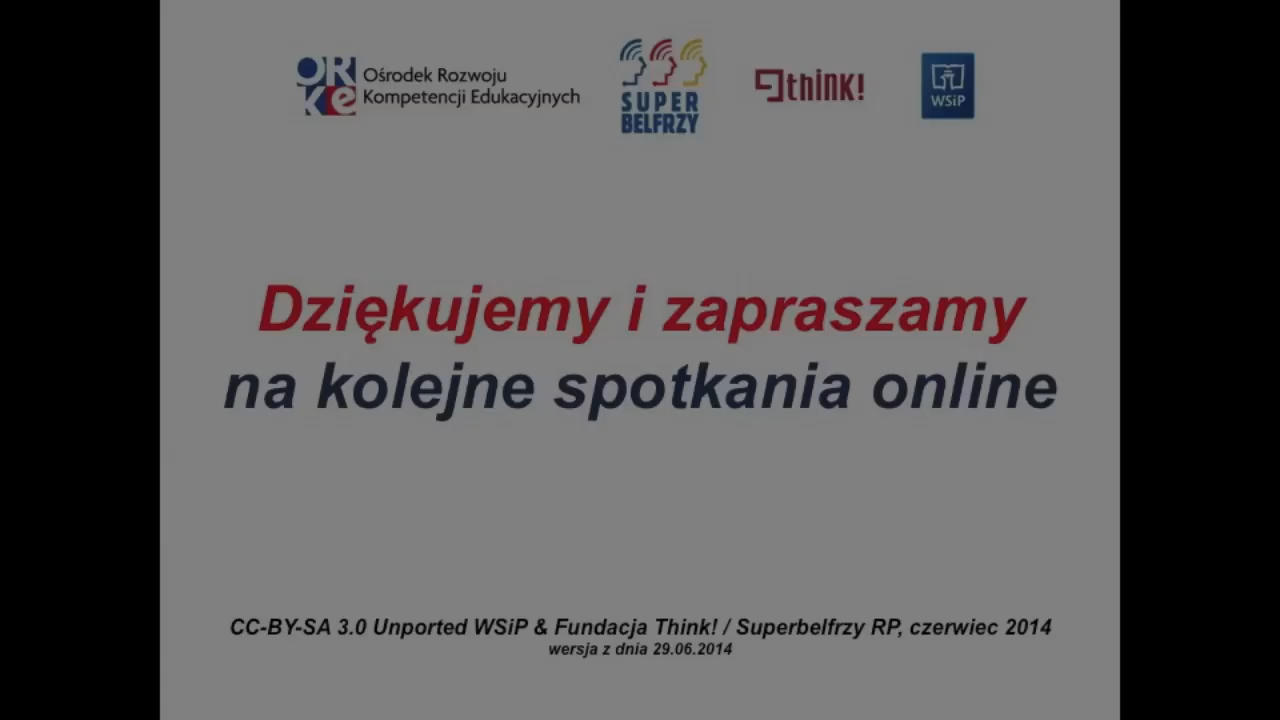 ORKe Ośrodek Rozwoju
Kompetencji Edukacyjnych
SUPER
BELFRZY
think!
WSiP
Dziękujemy i zapraszamy
na kolejne spotkania online
CC-BY-SA 3.0 Unported WSiP & Fundacja Think! / Superbelfrzy RP, czerwiec 2014
wersja z dnia 29.06.2014